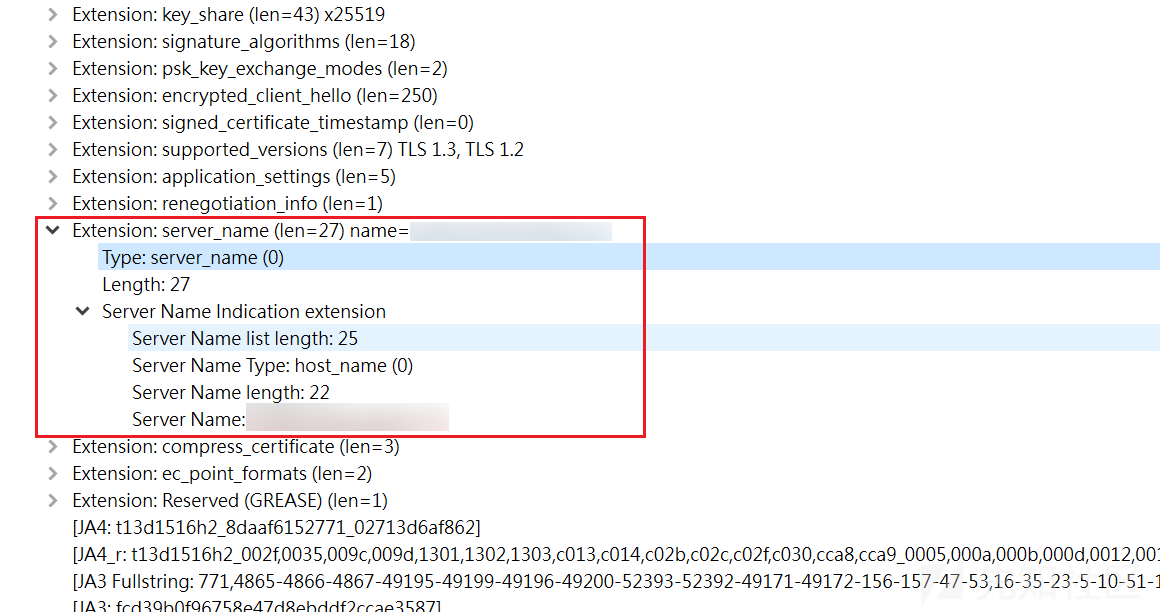 Extension: key_share (len=43) x25519
Extension: signature_algorithms (len=18)
Extension: psk_key_exchange_modes (len=2)
Extension: encrypted_client_hello (len=250)
Extension: signed_certificate_timestamp (len=0)
Extension: supported_versions (len=7) TLS 1.3, TLS 1.2
Extension: application_settings (len=5)
Extension: renegotiation_info (len=1)
Extension: server_name (len=27) name=
Type: server_name (0)
Length: 27
Server Name Indication extension
Server Name list length: 25
Server Name Type: host_name (0)
Server Name length: 22
Server Name:
Extension: compress_certificate (len=3)
Extension: ec_point_formats (len=2)
Extension: Reserved (GREASE) (len=1)
[JA4: t13d1516h2_8daaf6152771_02713d6af862]
[JA4_r: t13d1516h2_002f,0035,009c,009d,1301,1302,1303,c013,c014,c02b,c02c,c02f,c030,cca8,cca9_0005,000a,000b,000d,0012,001
[JA3 Fullstring: 771,4865-4866-4867-49195-49199-49196-49200-52393-52392-49171-49172-156-157-47-53,16-35-23-5-10-51-1
[JA3: fcd39b0f96758e47d8ebddf2ccae3587]